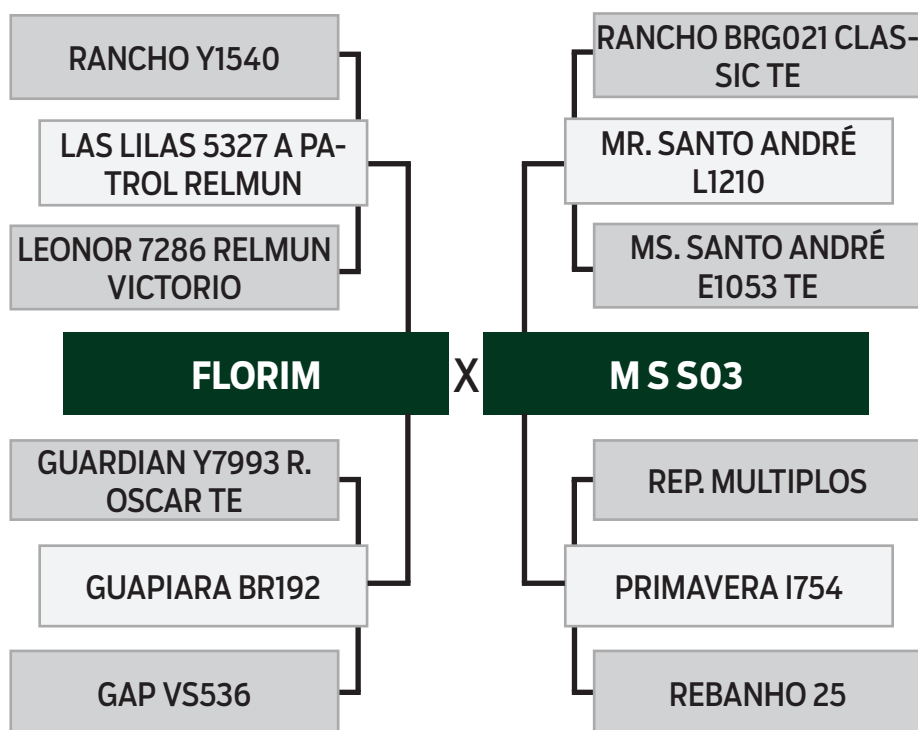 RANCHO Y1540
LAS LILAS 5327 A PA-
TROL RELMUN
LEONOR 7286 RELMUN
VICTORIO
FLORIM
GUARDIAN Y7993 R.
OSCAR TE
GUAPIARA BR192
GAP VS536
X
RANCHO BRG021 CLAS-
SIC TE
MR. SANTO ANDRÉ
L1210
MS. SANTO ANDRÉ
E1053 TE
M S S03
REP. MULTIPLOS
PRIMAVERA I754
REBANHO 25